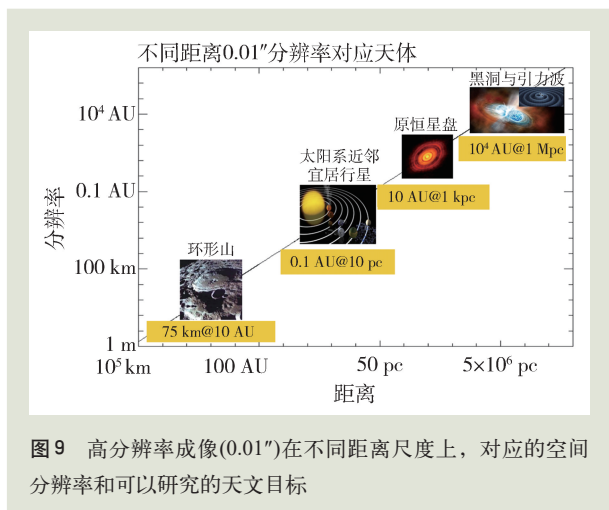 不同距离0.01″分辨率对应天体
黑洞与引力波
10⁴ AU
原恒星盘
10⁴ AU@1 Mpc
太阳系近邻
宜居行星
0.1 AU
10 AU@1 kpc
分辨率
环形山
0.1 AU@10 pc
100 km
75 km@10 AU
1 m
10⁵ km
100 AU
50 pc
5×10⁶ pc
距离
图9 高分辨率成像(0.01″)在不同距离尺度上，对应的空间
分辨率和可以研究的天文目标